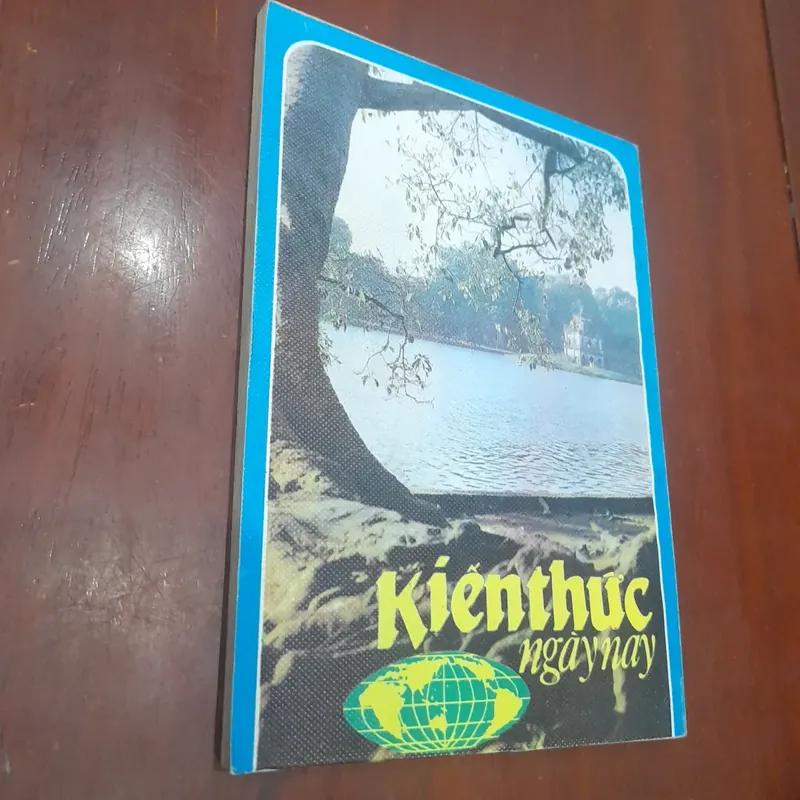 Kiến thức
ngày nay